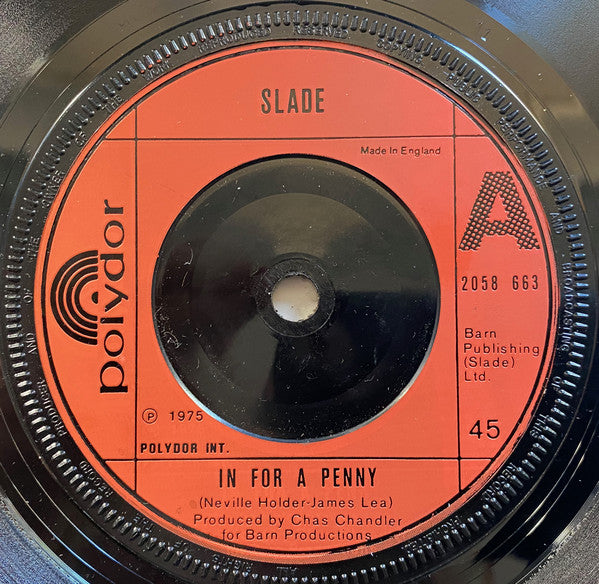 SLADE
Made In England
A
2058 663
polydor
Barn
Publishing
(Slade)
Ltd.
℗ 1975
45
POLYDOR INT.
IN FOR A PENNY
(Neville Holder-James Lea)
Produced by Chas Chandler
for Barn Productions